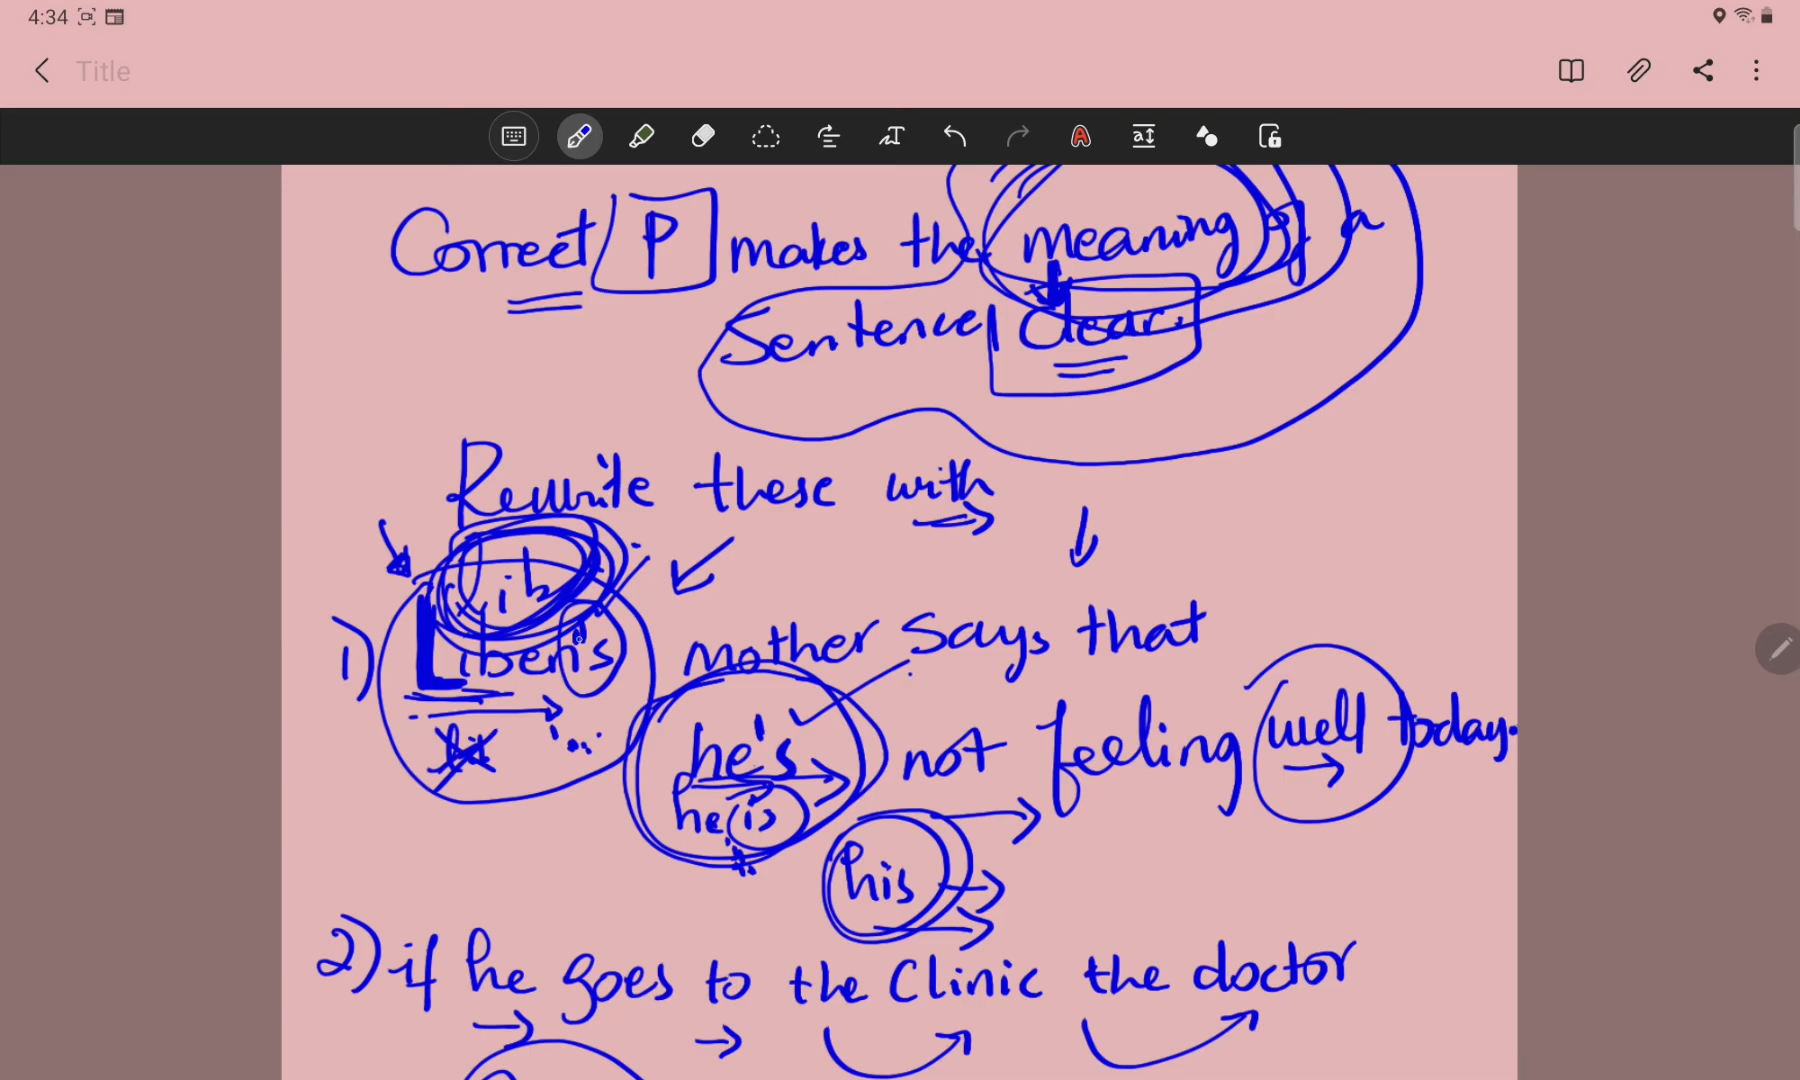 4:34
Title
Correct P makes the meaning of a
Sentence clear.
Rewrite these with
lib
1) Liben's mother says that
he's not feeling well today.
he is
his
2) if he goes to the Clinic the doctor